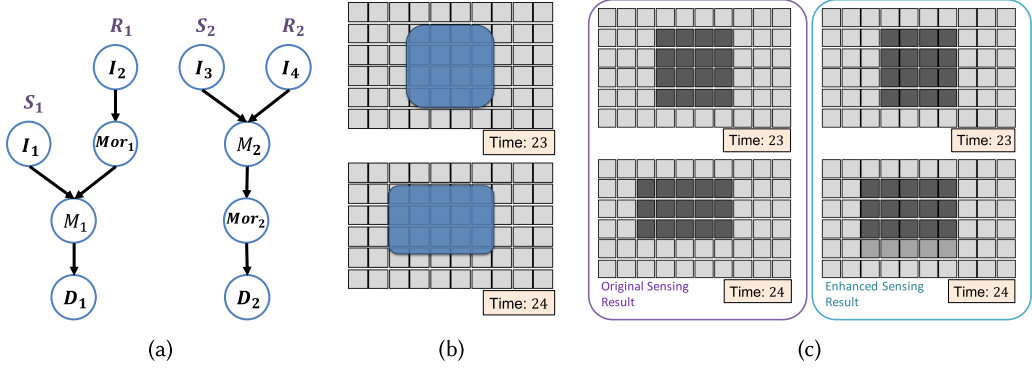 R₁
S₂
R₂
I₂
I₃
I₄
S₁
I₁
Mor₁
M₂
M₁
Mor₂
D₁
D₂
(a)
Time: 23
Time: 24
(b)
Time: 23
Time: 24
Original Sensing
Result
Time: 23
Time: 24
Enhanced Sensing
Result
(c)